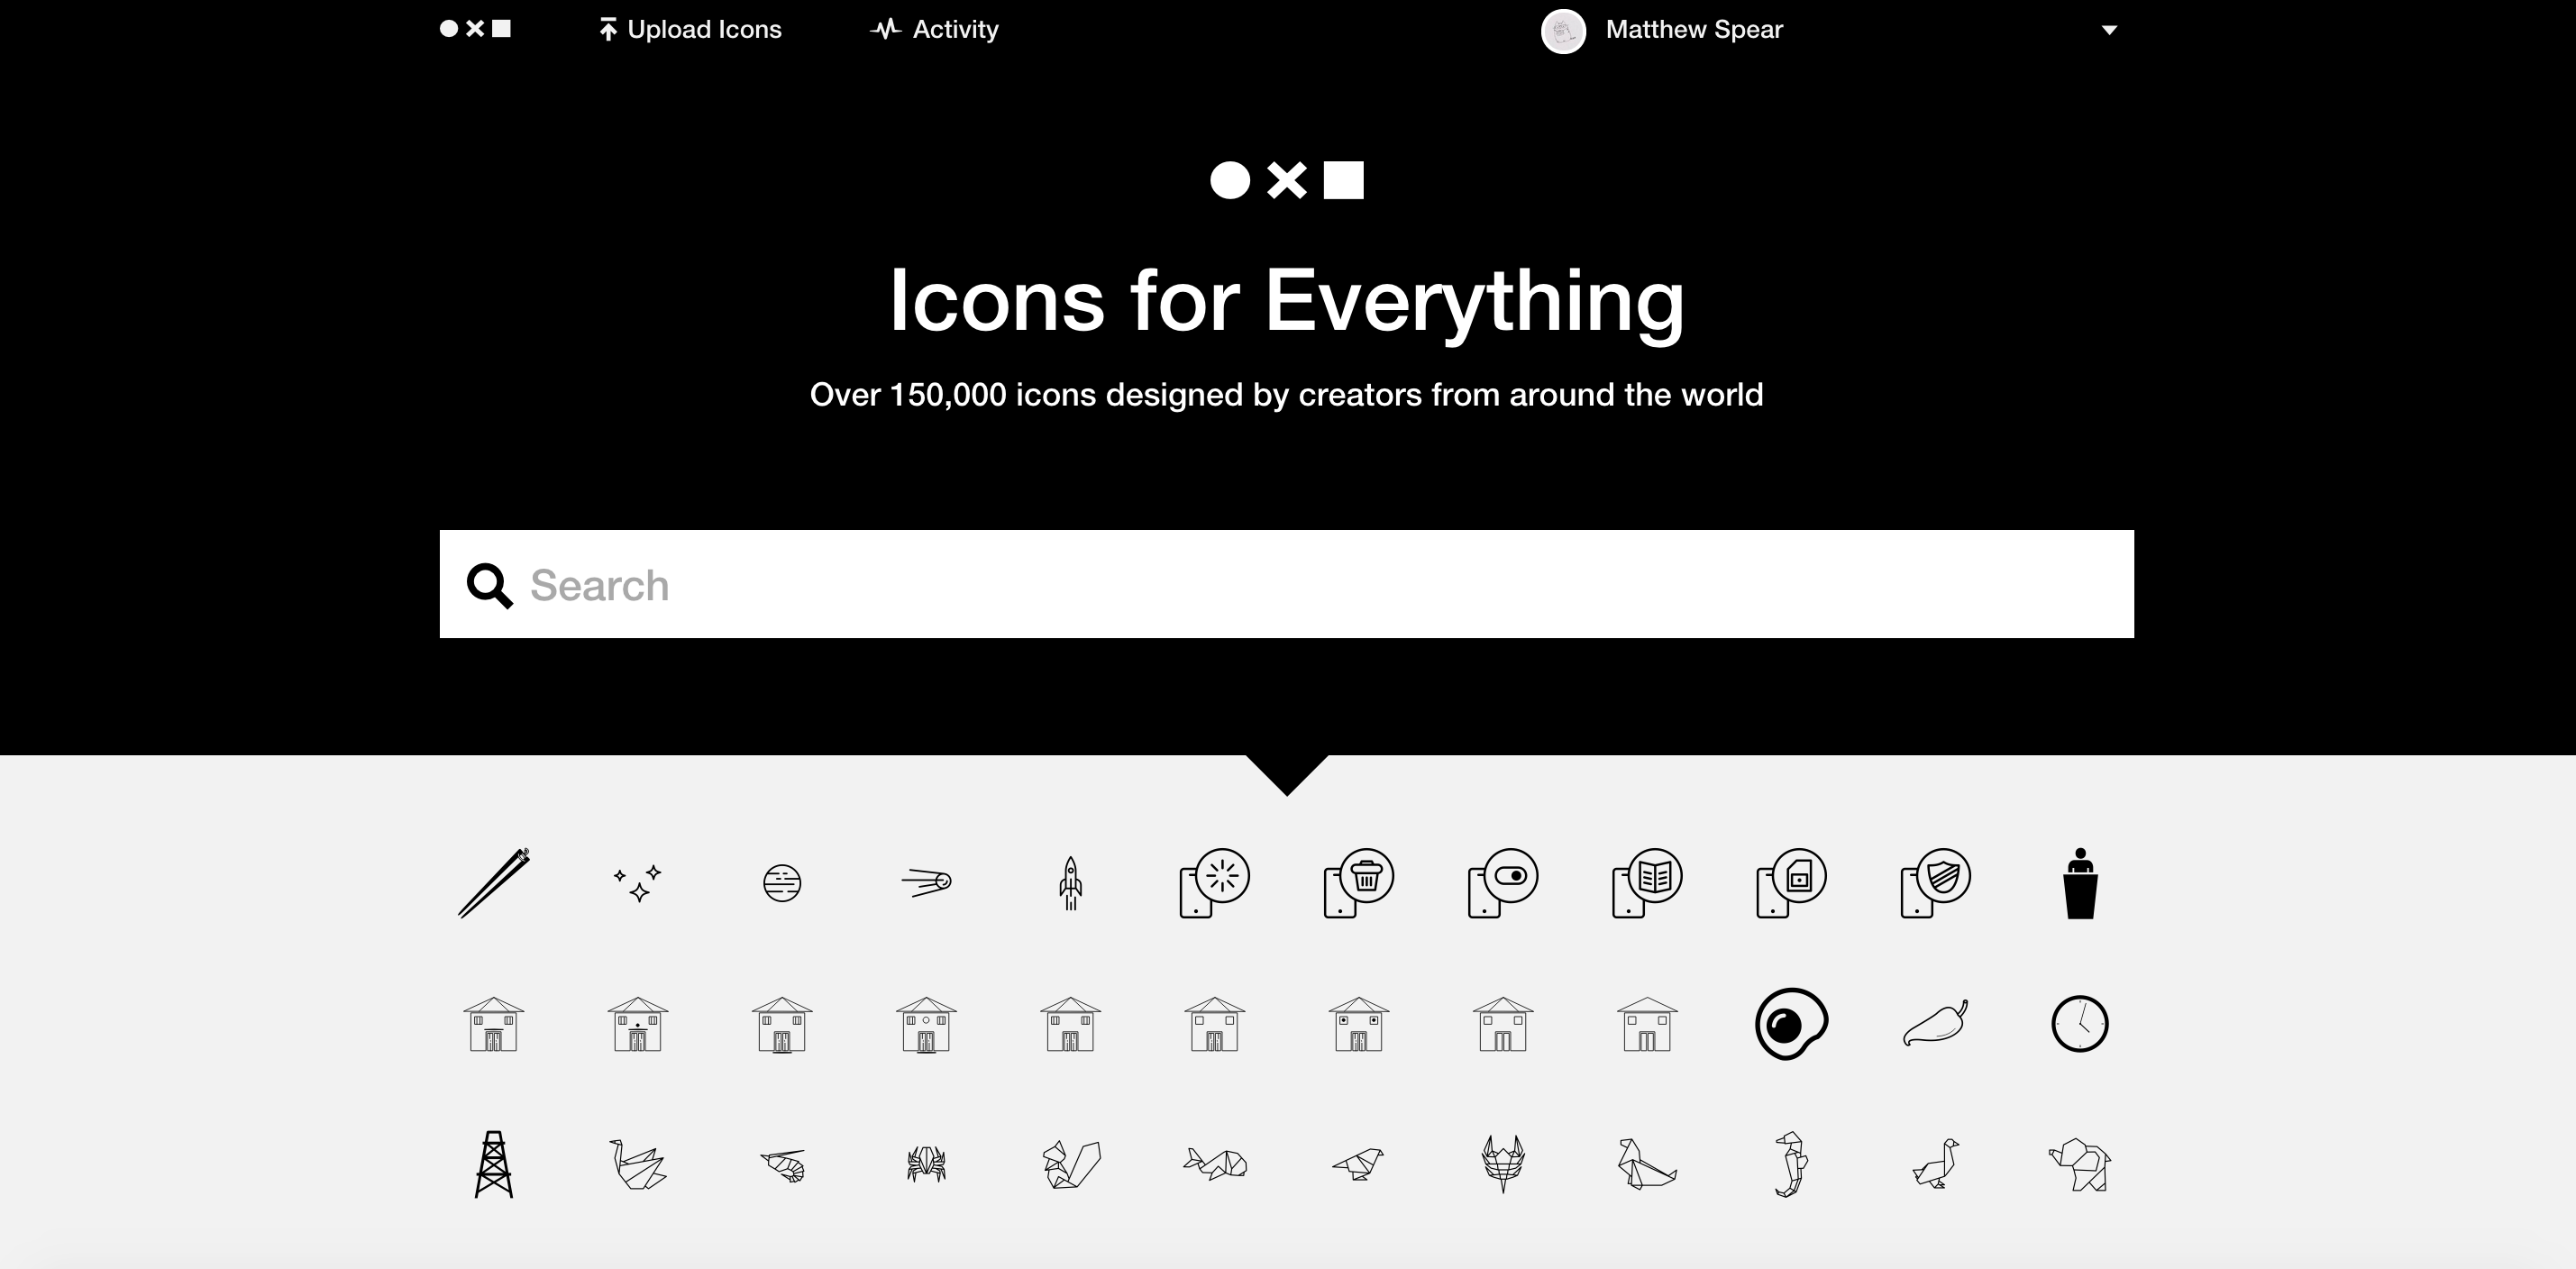 Upload Icons
Activity
Matthew Spear
Icons for Everything
Over 150,000 icons designed by creators from around the world
Search